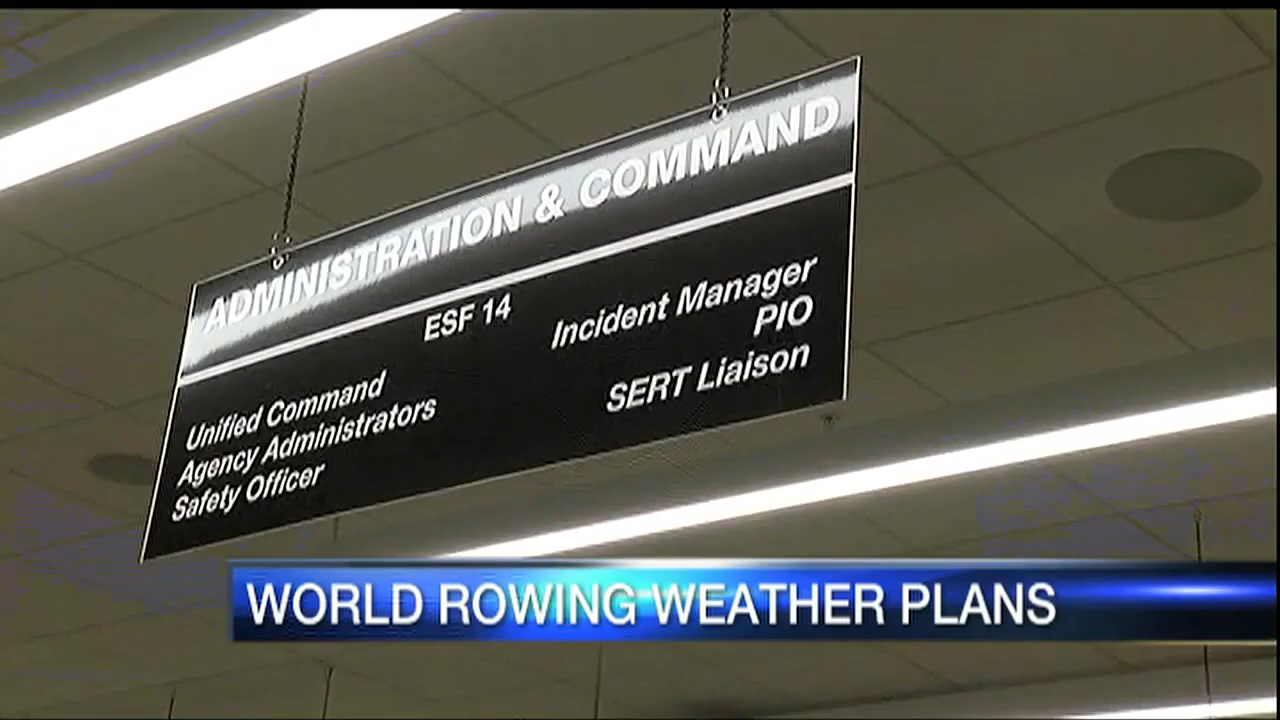 ADMINISTRATION & COMMAND
ESF 14
Unified Command
Agency Administrators
Safety Officer
Incident Manager
PIO
SERT Liaison
WORLD ROWING WEATHER PLANS